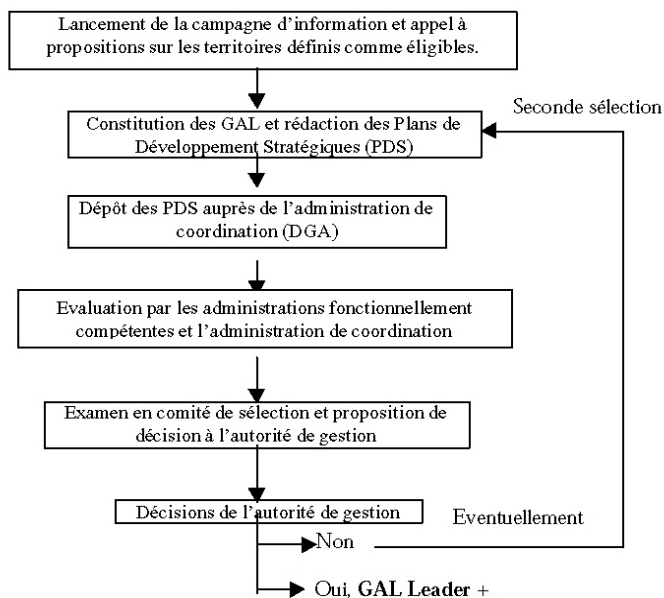 Lancement de la campagne d'information et appel à
propositions sur les territoires définis comme éligibles.
Seconde sélection
Constitution des GAL et rédaction des Plans de
Développement Stratégiques (PDS)
Dépôt des PDS auprès de l'administration de
coordination (DGA)
Evaluation par les administrations fonctionnellement
compétentes et l'administration de coordination
Examen en comité de sélection et proposition de
décision à l'autorité de gestion
Décisions de l'autorité de gestion
Eventuellement
Non
Oui, GAL Leader +